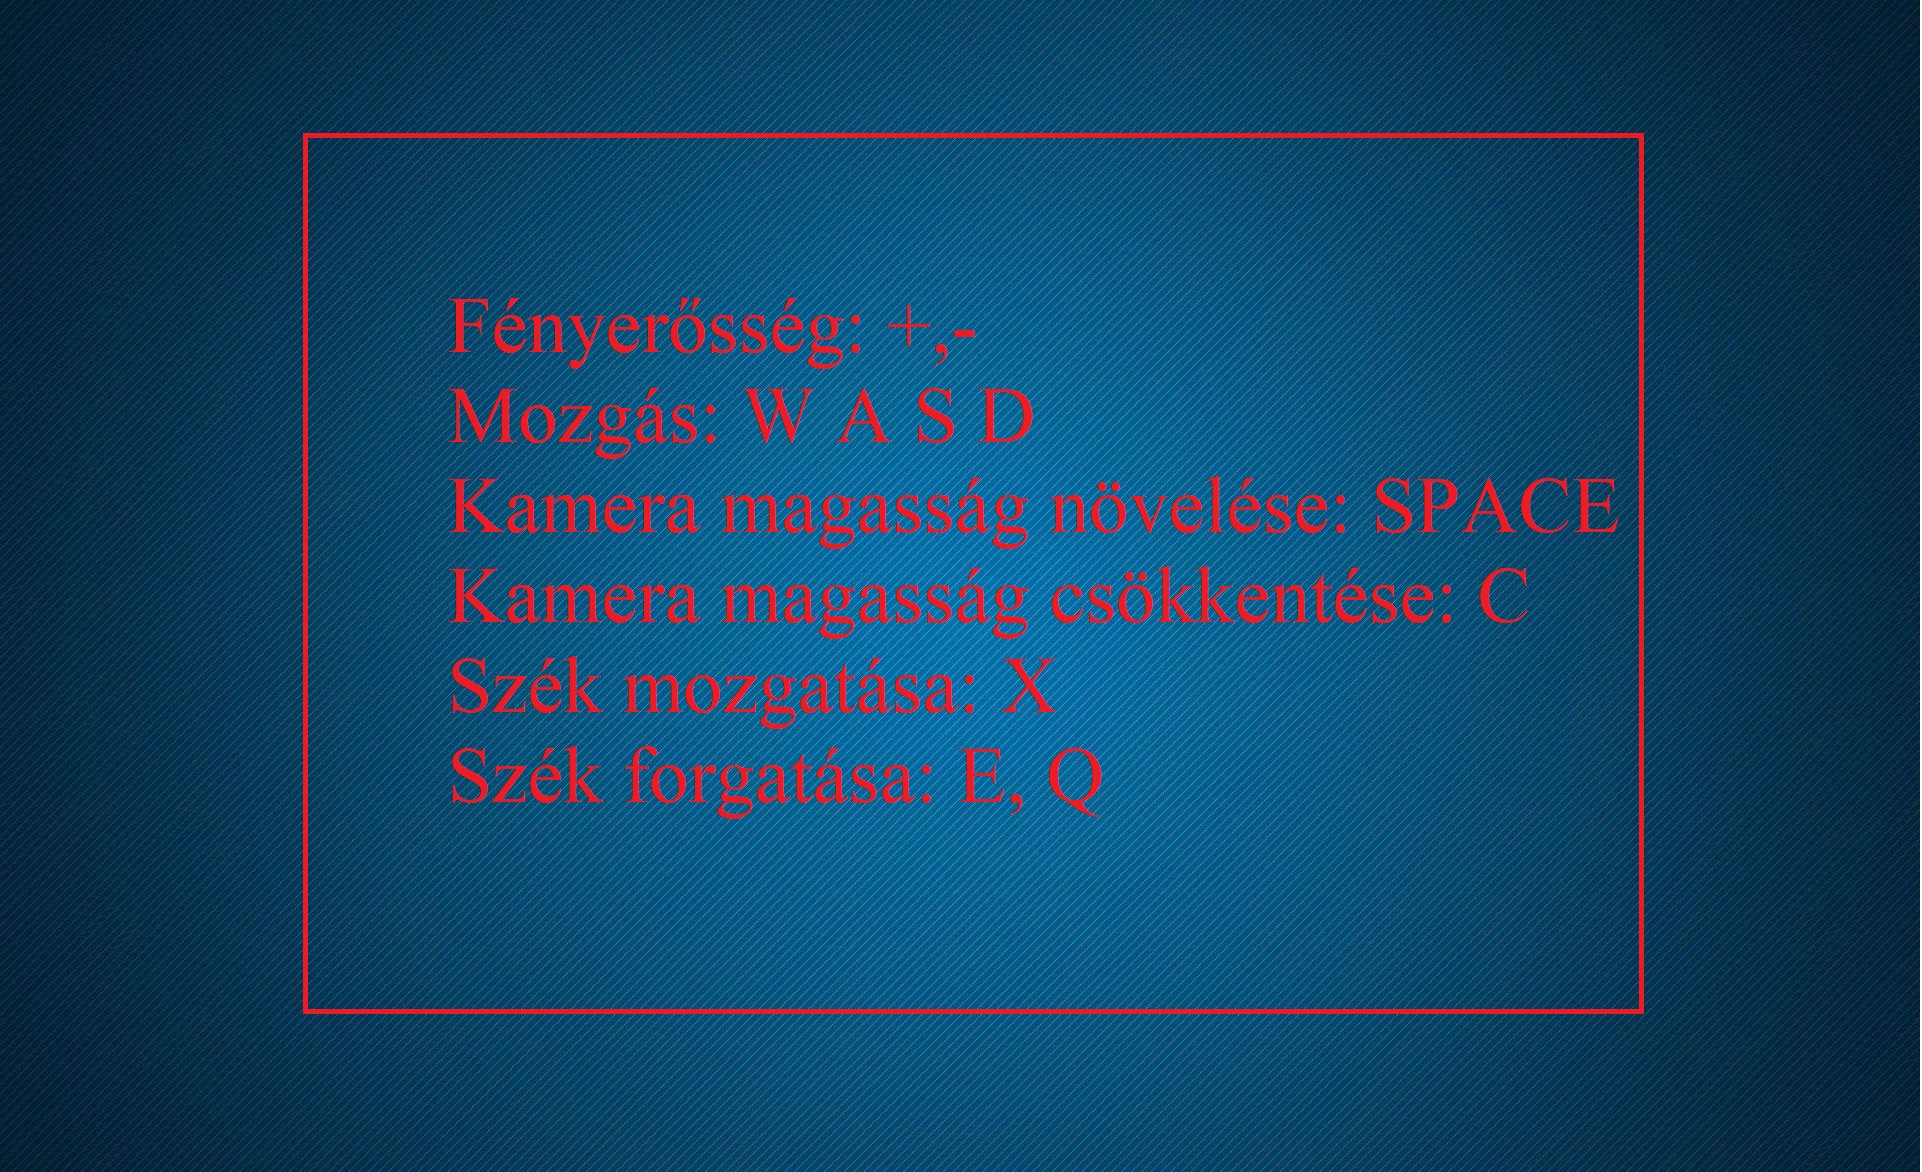 Fényerősség: +,-
Mozgás: W A S D
Kamera magasság növelése: SPACE
Kamera magasság csökkentése: C
Szék mozgatása: X
Szék forgatása: E, Q